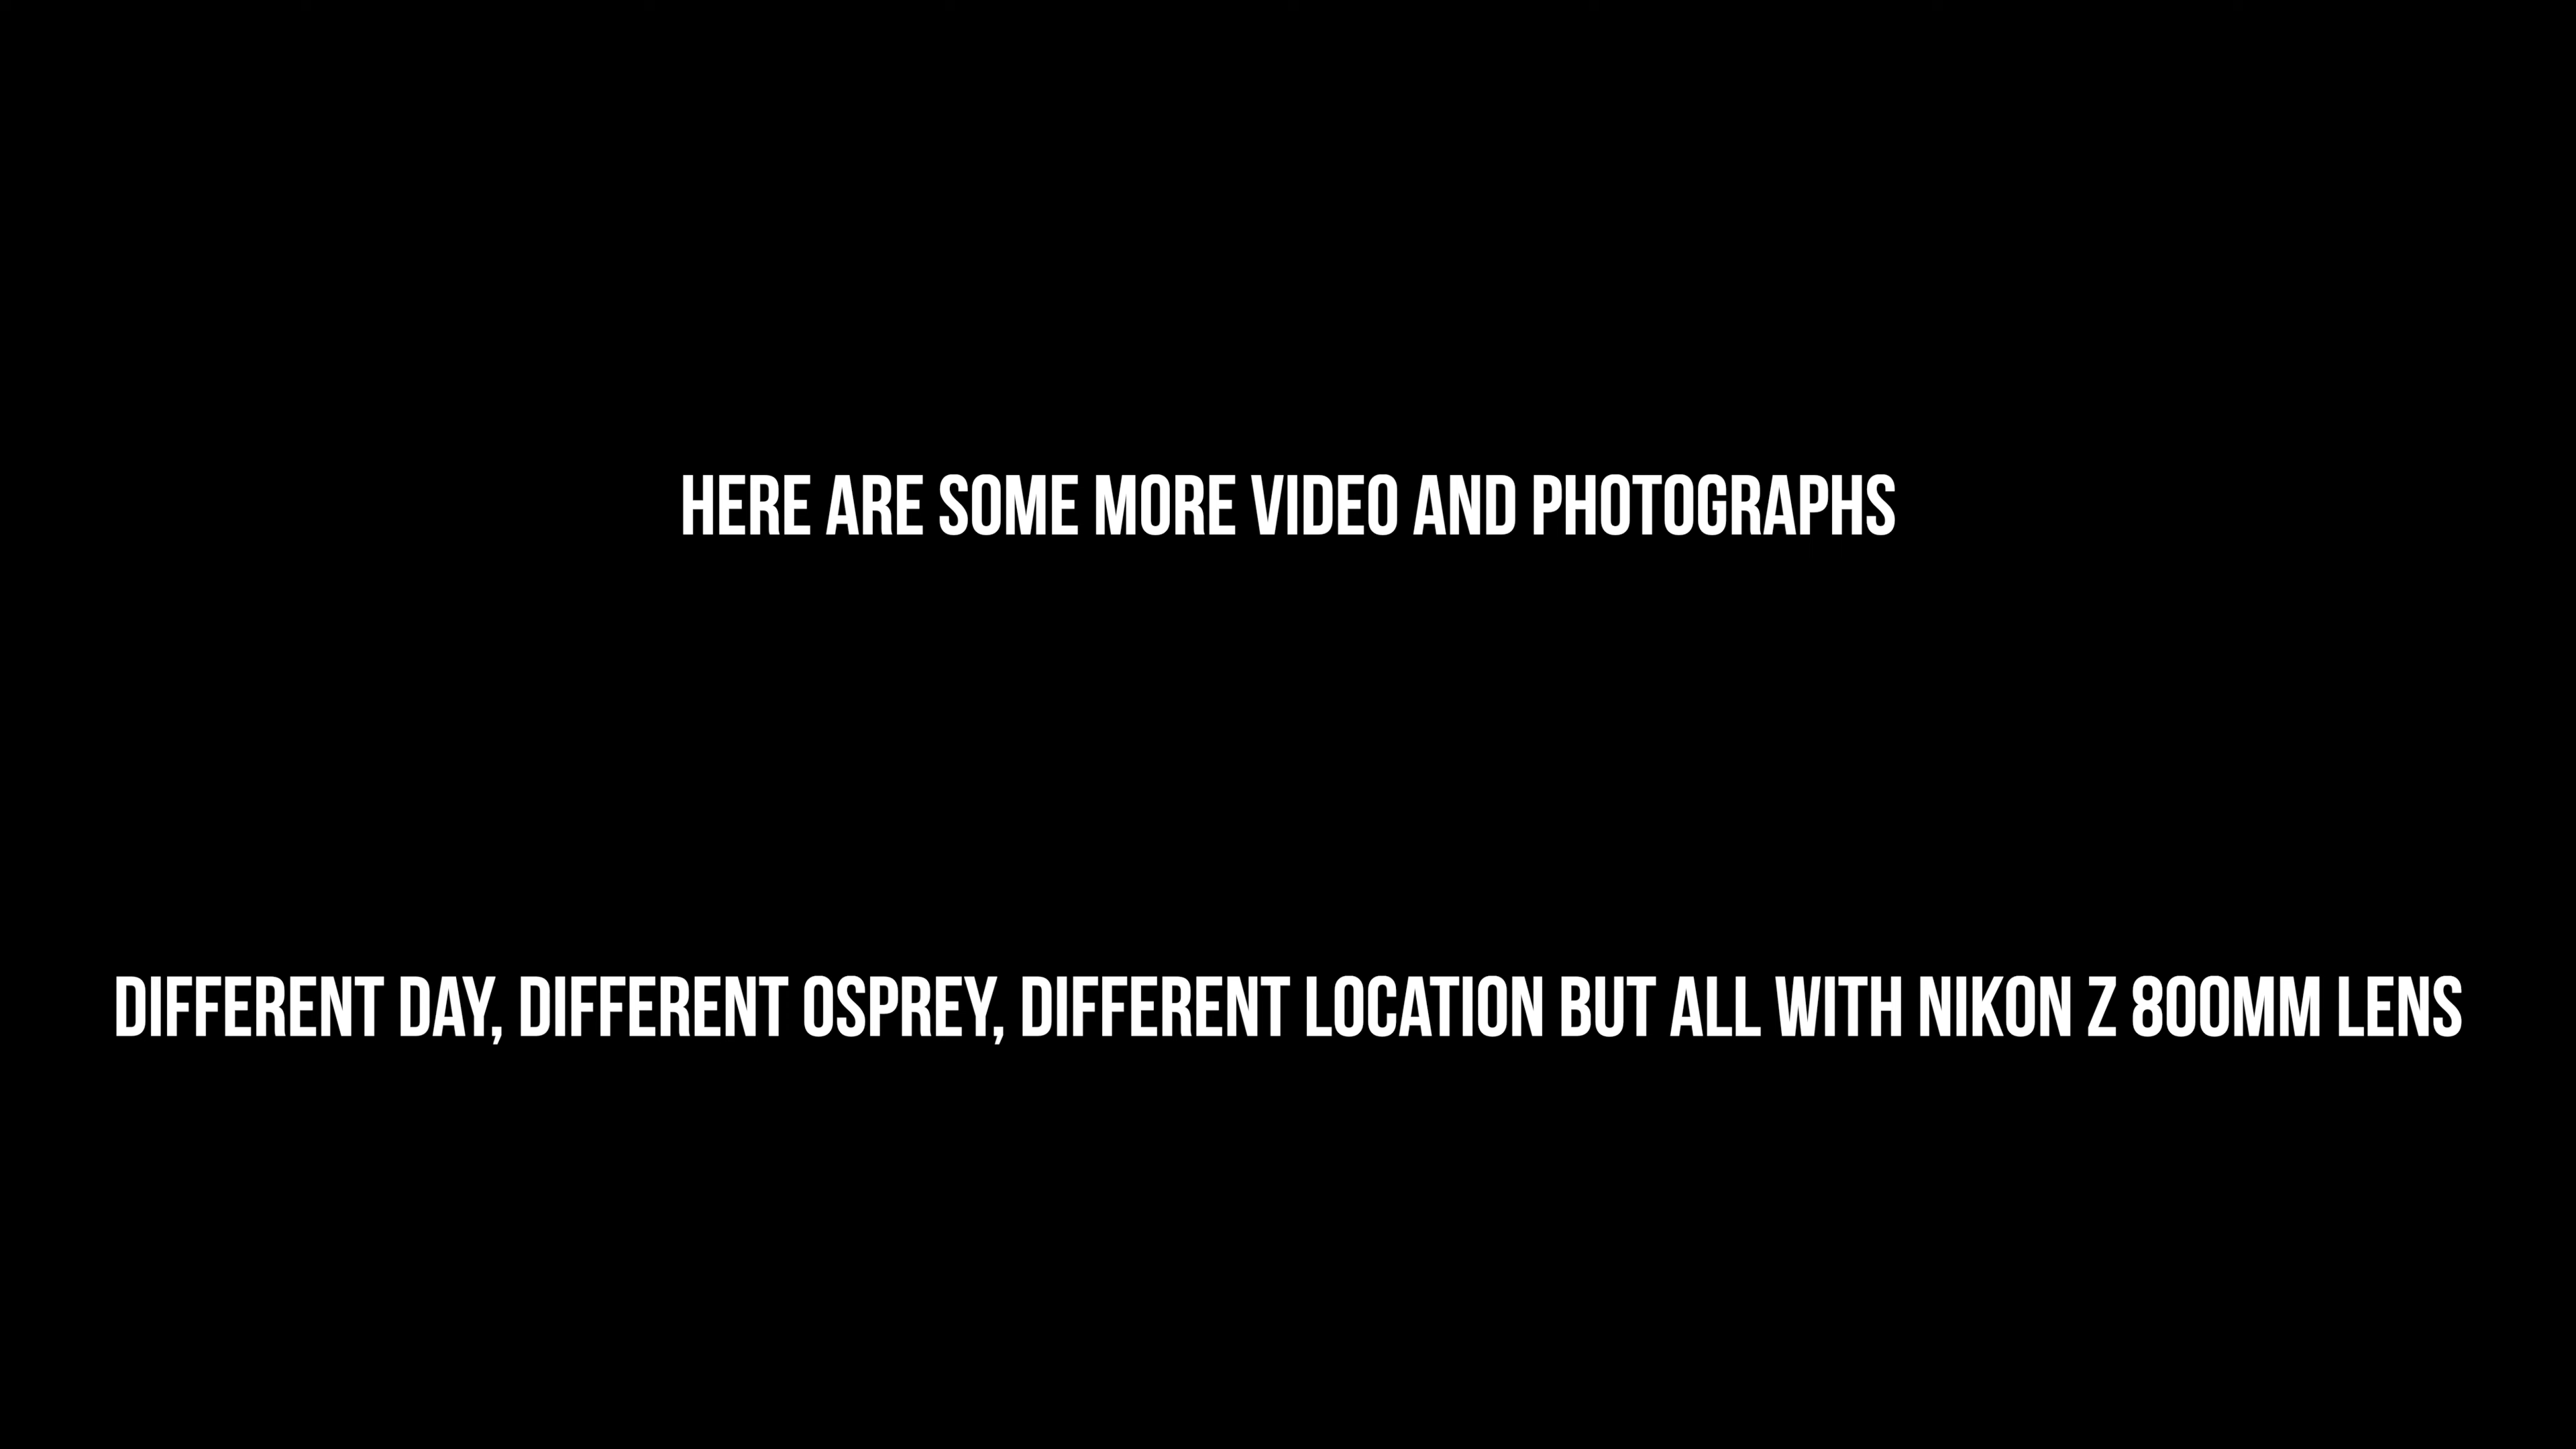 HERE ARE SOME MORE VIDEO AND PHOTOGRAPHS
DIFFERENT DAY, DIFFERENT OSPREY, DIFFERENT LOCATION BUT ALL WITH NIKON Z 800MM LENS